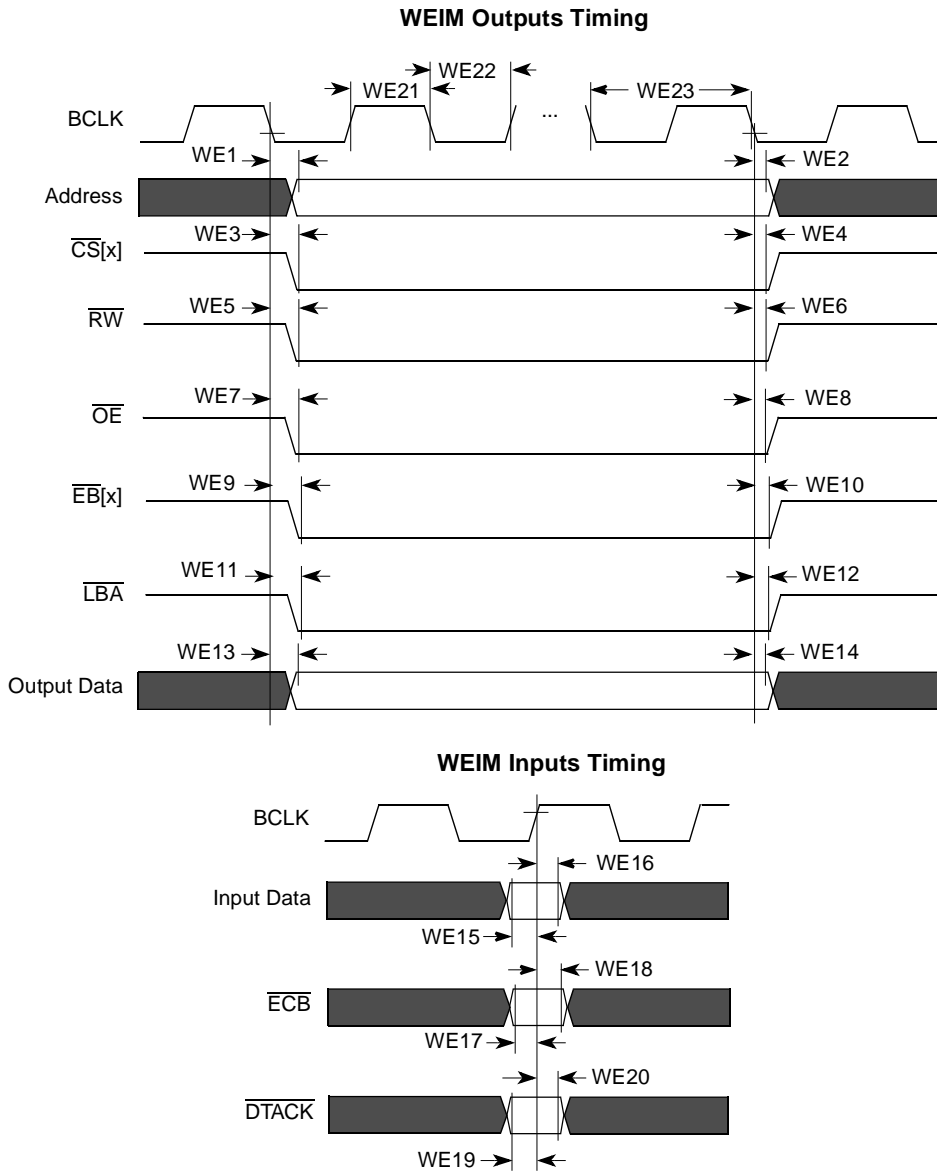 WEIM Outputs Timing
WE22
WE21
WE23
BCLK
...
WE1
WE2
Address
WE3
WE4
CS[x]
WE5
WE6
RW
WE7
WE8
OE
WE9
WE10
EB[x]
WE11
WE12
LBA
WE13
WE14
Output Data
WEIM Inputs Timing
BCLK
WE16
Input Data
WE15
WE18
ECB
WE17
WE20
DTACK
WE19